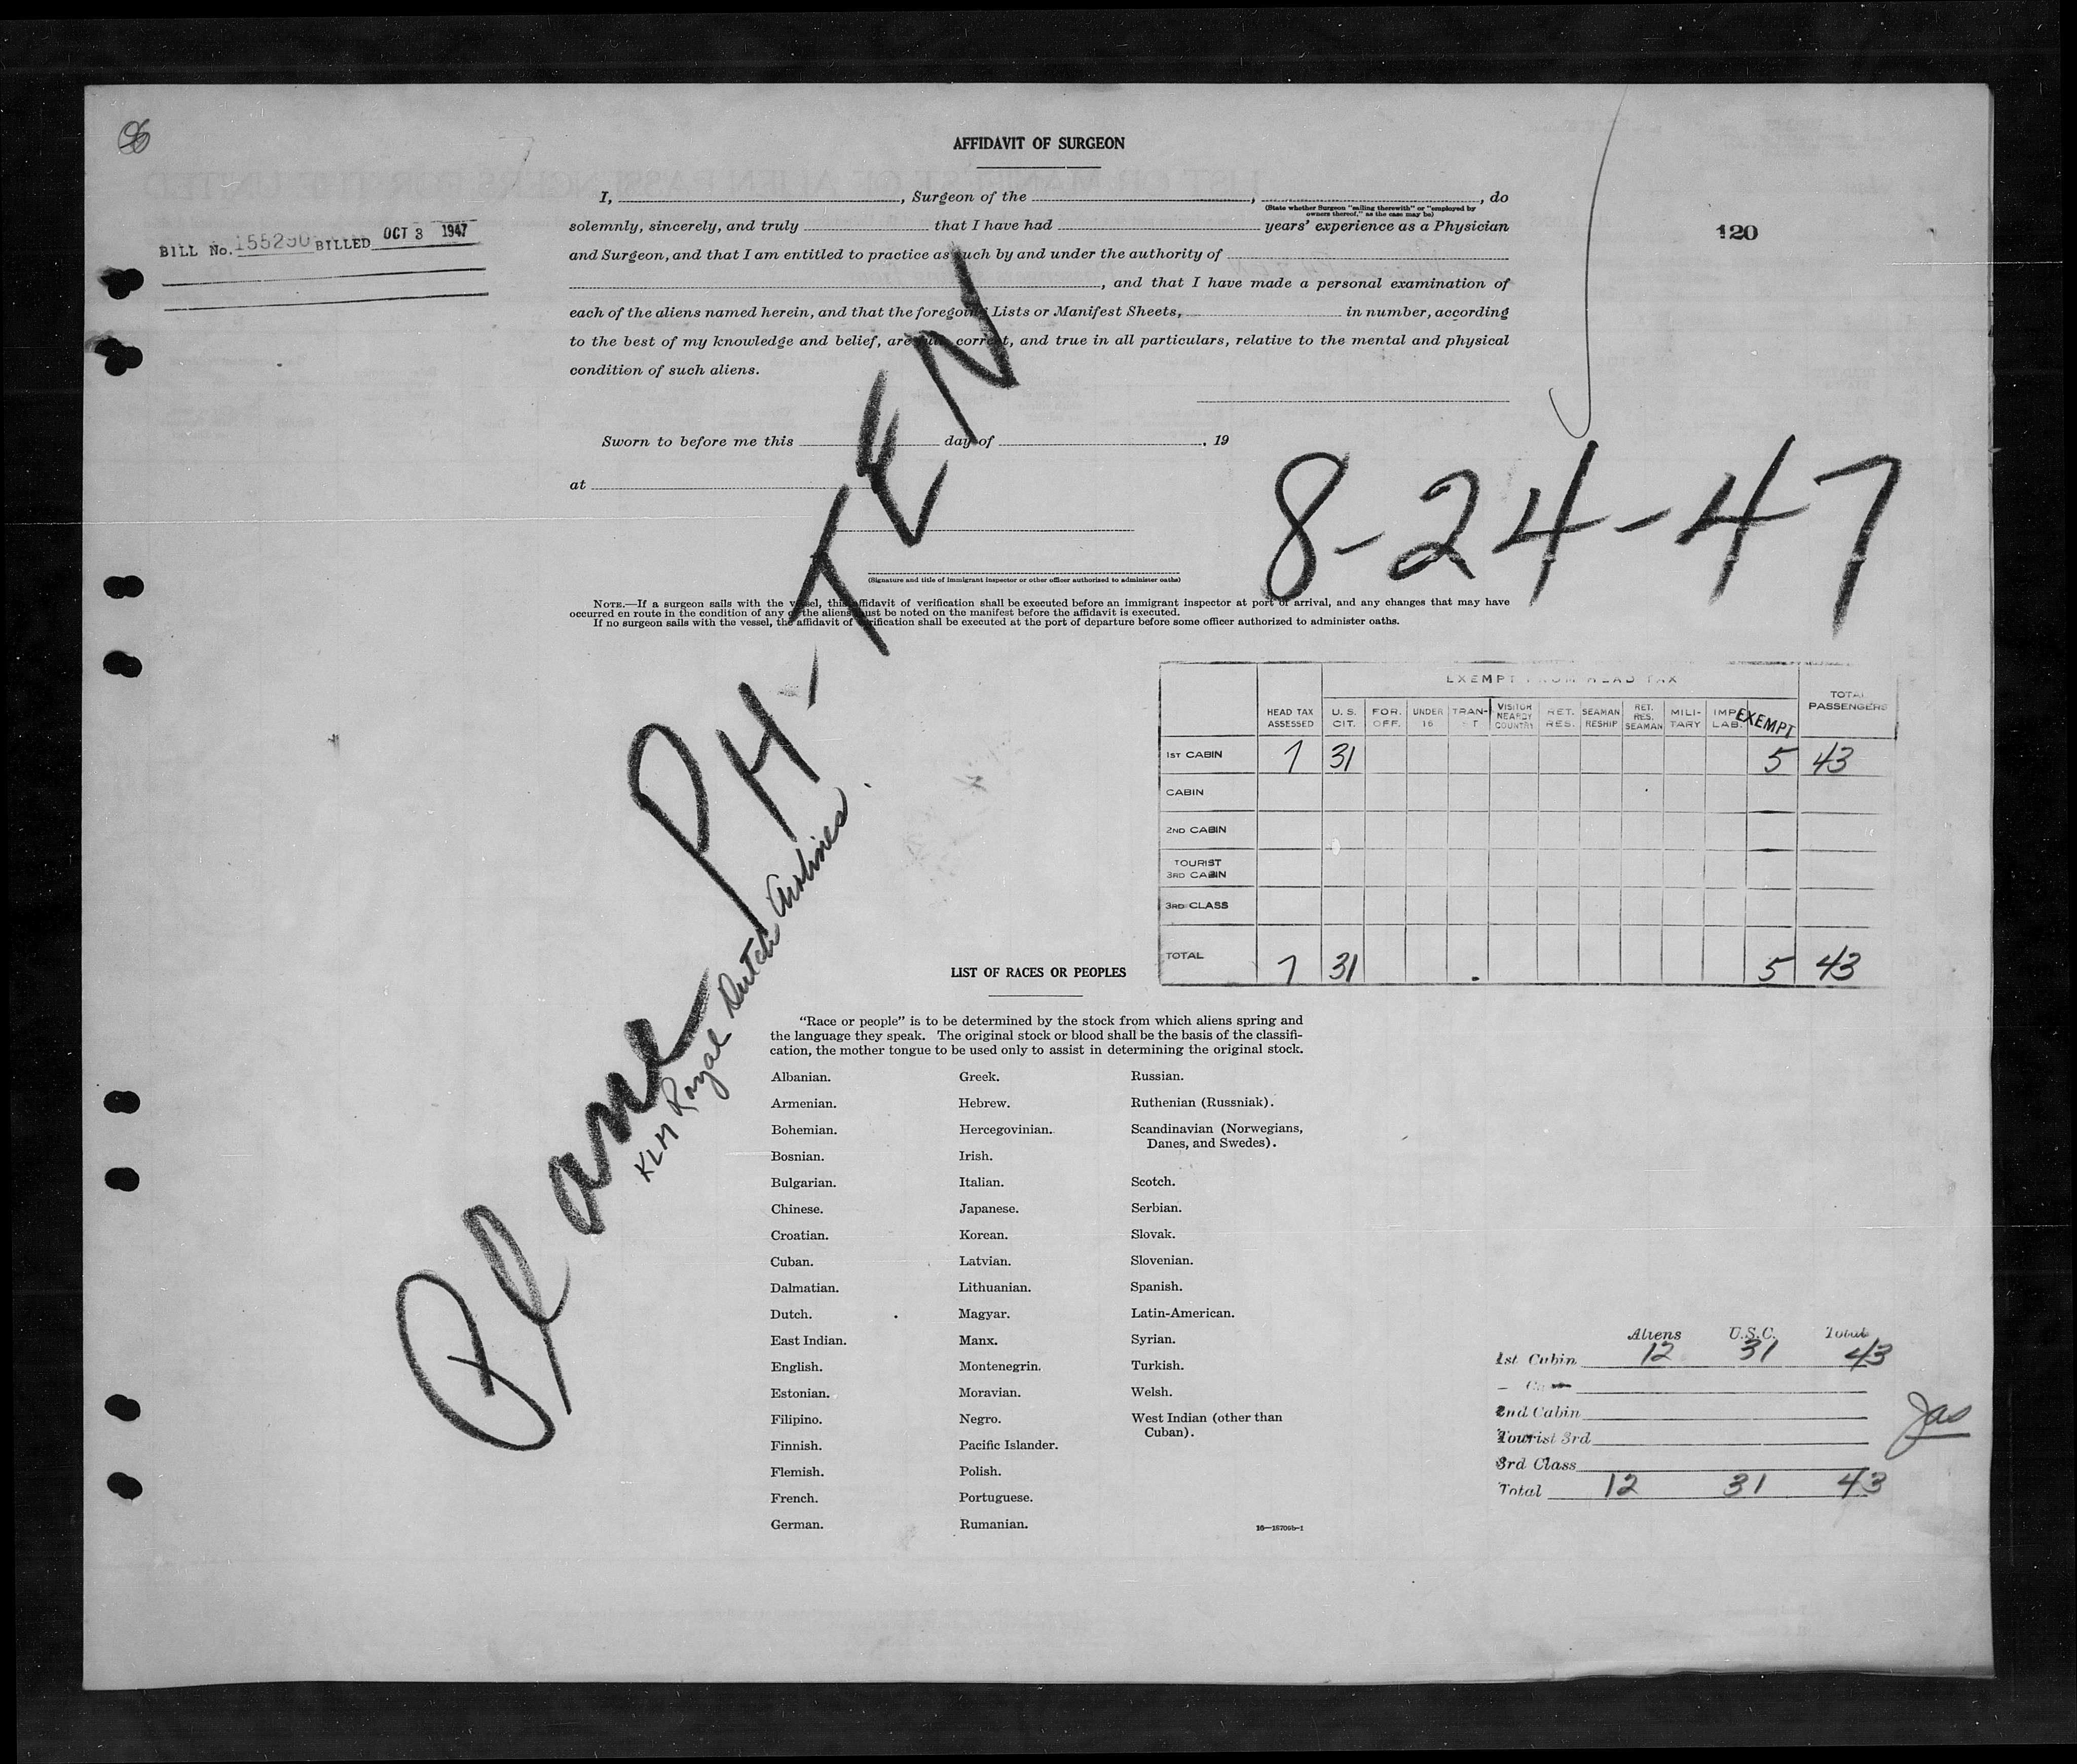 AFFIDAVIT OF SURGEON
I, , Surgeon of the , , do
(State whether Surgeon "sailing therewith" or "employed by
owners thereof," as the case may be)
solemnly, sincerely, and truly that I have had years' experience as a Physician
and Surgeon, and that I am entitled to practice as such by and under the authority of
, and that I have made a personal examination of
each of the aliens named herein, and that the foregoing Lists or Manifest Sheets, in number, according
to the best of my knowledge and belief, are full, correct, and true in all particulars, relative to the mental and physical
condition of such aliens.
BILL No. 155290 BILLED OCT 3 1947
120
Sworn to before me this day of , 19
at
8-24-47
(Signature and title of immigrant inspector or other officer authorized to administer oaths)
NOTE.—If a surgeon sails with the vessel, this affidavit of verification shall be executed before an immigrant inspector at port of arrival, and any changes that may have
occurred en route in the condition of any of the aliens must be noted on the manifest before the affidavit is executed.
If no surgeon sails with the vessel, the affidavit of verification shall be executed at the port of departure before some officer authorized to administer oaths.
Plane PH-TEN
KLM Royal Dutch Airlines.
EXEMPT FROM HEAD TAX
HEAD TAX ASSESSED U. S. CIT. FOR. OFF. UNDER 16 TRAN- T VISITOR NEARBY COUNTRY RET. RES. SEAMAN RESHIP RET. RES. SEAMAN MILI- TARY IMP. LAB. EXEMPT TOTAL PASSENGERS
1ST CABIN 7 31 5 43
CABIN
2ND CABIN
TOURIST
3RD CABIN
3RD CLASS
TOTAL 7 31 5 43
LIST OF RACES OR PEOPLES
"Race or people" is to be determined by the stock from which aliens spring and
the language they speak. The original stock or blood shall be the basis of the classifi-
cation, the mother tongue to be used only to assist in determining the original stock.
Albanian.
Armenian.
Bohemian.
Bosnian.
Bulgarian.
Chinese.
Croatian.
Cuban.
Dalmatian.
Dutch.
East Indian.
English.
Estonian.
Filipino.
Finnish.
Flemish.
French.
German.
Greek.
Hebrew.
Hercegovinian.
Irish.
Italian.
Japanese.
Korean.
Latvian.
Lithuanian.
Magyar.
Manx.
Montenegrin.
Moravian.
Negro.
Pacific Islander.
Polish.
Portuguese.
Rumanian.
Russian.
Ruthenian (Russniak).
Scandinavian (Norwegians,
Danes, and Swedes).
Scotch.
Serbian.
Slovak.
Slovenian.
Spanish.
Latin-American.
Syrian.
Turkish.
Welsh.
West Indian (other than
Cuban).
16—18706b-1
Aliens U.S.C. Total
1st Cabin 12 31 43
2nd Cabin
Tourist 3rd
3rd Class
Total 12 31 43